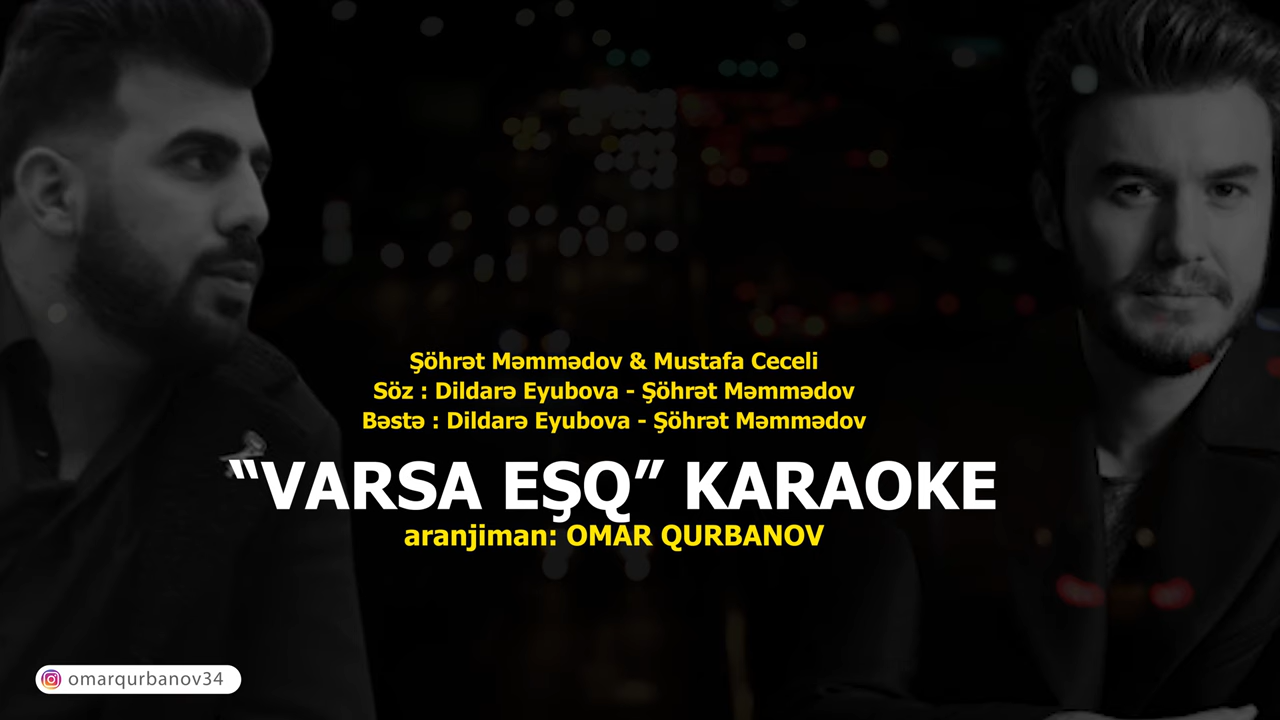 Şöhrət Məmmədov & Mustafa Ceceli
Söz : Dildarə Eyubova - Şöhrət Məmmədov
Bəstə : Dildarə Eyubova - Şöhrət Məmmədov
“VARSA EŞQ” KARAOKE
aranjiman: OMAR QURBANOV
omarqurbanov34